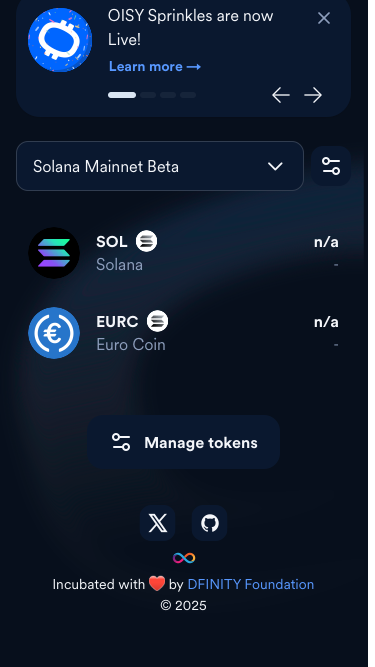 OISY Sprinkles are now
Live!
Learn more →
Solana Mainnet Beta
SOL
n/a
Solana
-
EURC
n/a
Euro Coin
-
Manage tokens
Incubated with ❤️ by DFINITY Foundation
© 2025